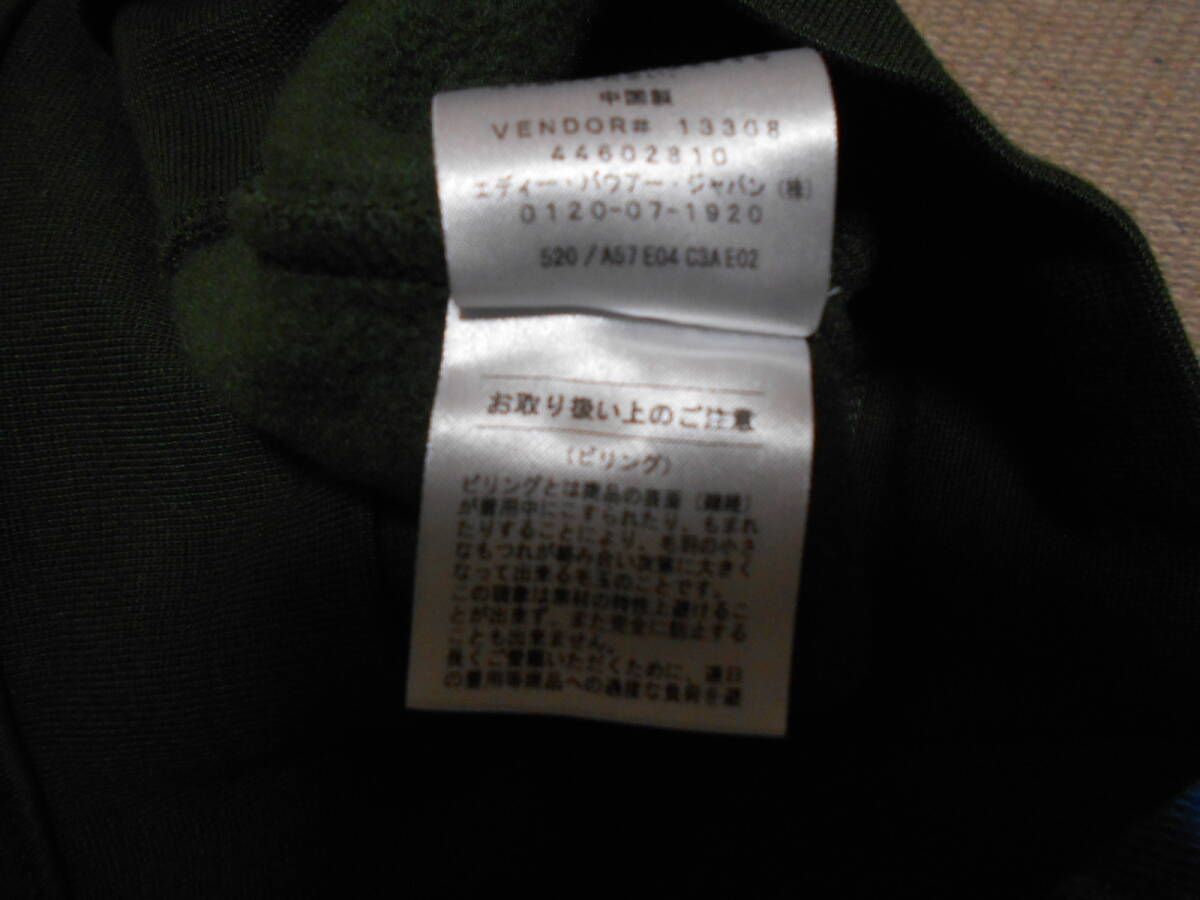 中国製
VENDOR# 13308
44602810
エディー・バウアー・ジャパン(株)
0120-07-1920
520/A57 E04 C3A E02
お取り扱い上のご注意
(ピリング)
ピリングとは商品の表面(繊維)
が着用中にこすられたり、もまれ
たりすることにより、毛羽の小さ
なもつれが絡み合い次第に大きく
なって出来る毛玉のことです。
この現象は素材の特性上避けるこ
とが出来ず、また完全に防止する
ことも出来ません。
長くご愛顧いただくために、連日
の着用等商品への過度な負荷を避